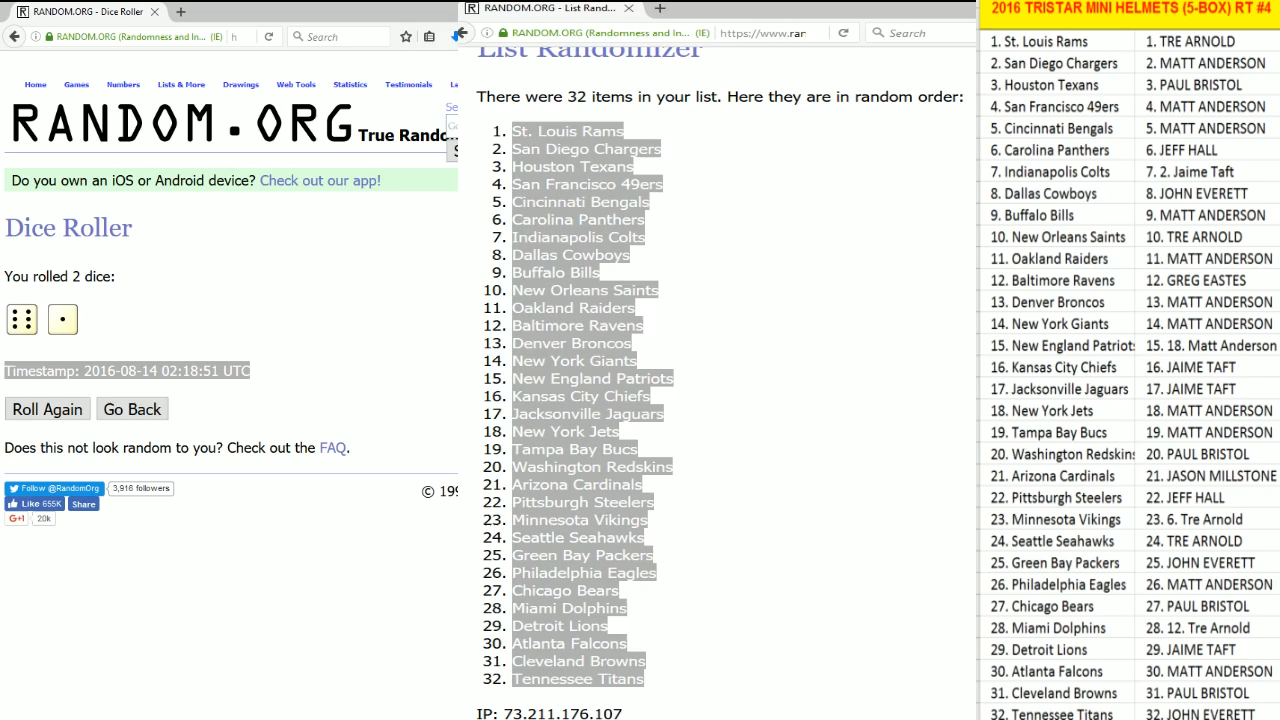 RANDOM.ORG - Dice Roller
RANDOM.ORG (Randomness and In... (IE) h
Search
Home Games Numbers Lists & More Drawings Web Tools Statistics Testimonials
RANDOM.ORG
Do you own an iOS or Android device? Check out our app!
Dice Roller
You rolled 2 dice:
Timestamp: 2016-08-14 02:18:51 UTC
Roll Again Go Back
Does this not look random to you? Check out the FAQ.
Follow @RandomOrg 3,916 followers
Like 655K Share
G+1 20k
© 199
RANDOM.ORG - List Rand...
RANDOM.ORG (Randomness and In... (IE) https://www.rar
Search
List Randomizer
There were 32 items in your list. Here they are in random order:
1. St. Louis Rams
2. San Diego Chargers
3. Houston Texans
4. San Francisco 49ers
5. Cincinnati Bengals
6. Carolina Panthers
7. Indianapolis Colts
8. Dallas Cowboys
9. Buffalo Bills
10. New Orleans Saints
11. Oakland Raiders
12. Baltimore Ravens
13. Denver Broncos
14. New York Giants
15. New England Patriots
16. Kansas City Chiefs
17. Jacksonville Jaguars
18. New York Jets
19. Tampa Bay Bucs
20. Washington Redskins
21. Arizona Cardinals
22. Pittsburgh Steelers
23. Minnesota Vikings
24. Seattle Seahawks
25. Green Bay Packers
26. Philadelphia Eagles
27. Chicago Bears
28. Miami Dolphins
29. Detroit Lions
30. Atlanta Falcons
31. Cleveland Browns
32. Tennessee Titans
IP: 73.211.176.107
2016 TRISTAR MINI HELMETS (5-BOX) RT #4
1. St. Louis Rams 1. TRE ARNOLD
2. San Diego Chargers 2. MATT ANDERSON
3. Houston Texans 3. PAUL BRISTOL
4. San Francisco 49ers 4. MATT ANDERSON
5. Cincinnati Bengals 5. MATT ANDERSON
6. Carolina Panthers 6. JEFF HALL
7. Indianapolis Colts 7. 2. Jaime Taft
8. Dallas Cowboys 8. JOHN EVERETT
9. Buffalo Bills 9. MATT ANDERSON
10. New Orleans Saints 10. TRE ARNOLD
11. Oakland Raiders 11. MATT ANDERSON
12. Baltimore Ravens 12. GREG EASTES
13. Denver Broncos 13. MATT ANDERSON
14. New York Giants 14. MATT ANDERSON
15. New England Patriots 15. 18. Matt Anderson
16. Kansas City Chiefs 16. JAIME TAFT
17. Jacksonville Jaguars 17. JAIME TAFT
18. New York Jets 18. MATT ANDERSON
19. Tampa Bay Bucs 19. MATT ANDERSON
20. Washington Redskins 20. PAUL BRISTOL
21. Arizona Cardinals 21. JASON MILLSTONE
22. Pittsburgh Steelers 22. JEFF HALL
23. Minnesota Vikings 23. 6. Tre Arnold
24. Seattle Seahawks 24. TRE ARNOLD
25. Green Bay Packers 25. JOHN EVERETT
26. Philadelphia Eagles 26. MATT ANDERSON
27. Chicago Bears 27. PAUL BRISTOL
28. Miami Dolphins 28. 12. Tre Arnold
29. Detroit Lions 29. JAIME TAFT
30. Atlanta Falcons 30. MATT ANDERSON
31. Cleveland Browns 31. PAUL BRISTOL
32. Tennessee Titans 32. JOHN EVERETT